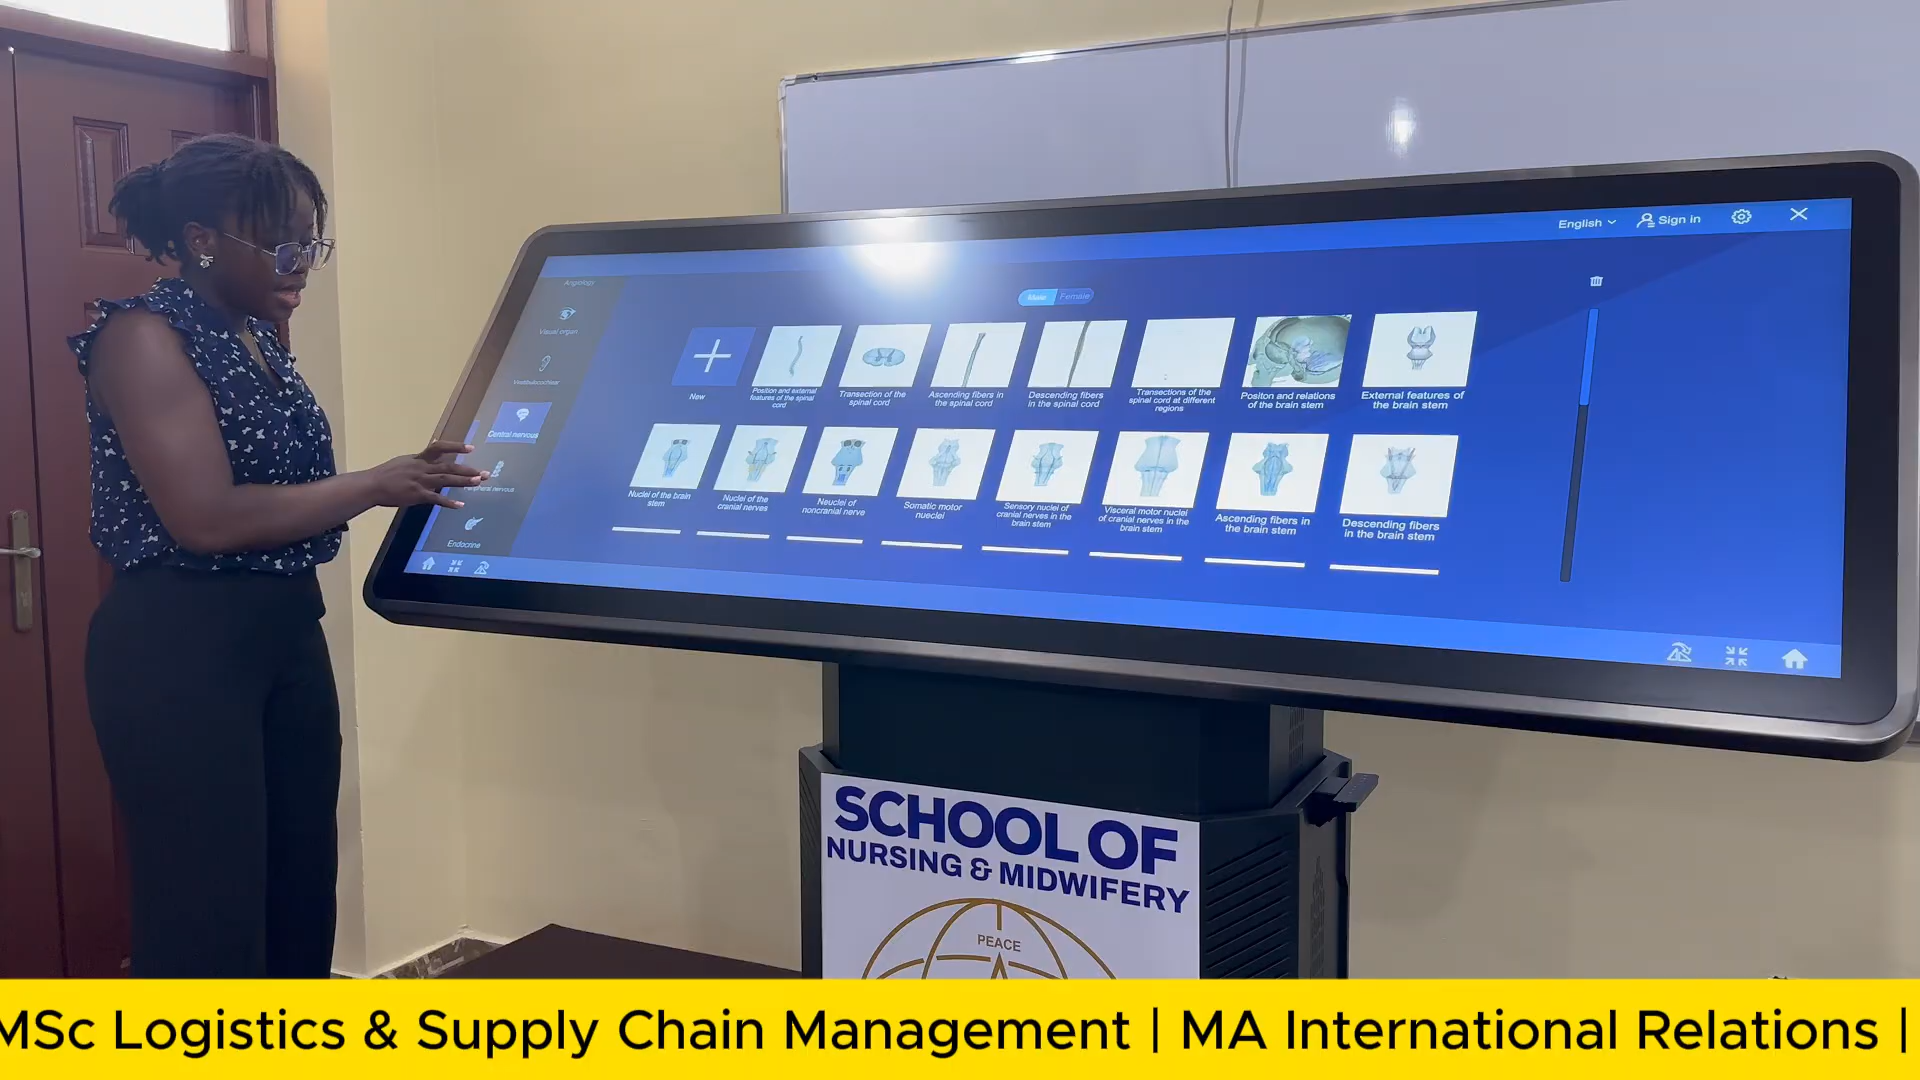 English
Sign in
Angiology
Male
Female
Visual organ
Vestibulocochlear
Central nervous
Peripheral nervous
Endocrine
New
Position and external
features of the spinal
cord
Transection of the
spinal cord
Ascending fibers in
the spinal cord
Descending fibers
in the spinal cord
Transections of the
spinal cord at different
regions
Positon and relations
of the brain stem
External features of
the brain stem
Nuclei of the brain
stem
Nuclei of the
cranial nerves
Neuclei of
noncranial nerve
Somatic motor
nueclei
Sensory nuclei of
cranial nerves in the
brain stem
Visceral motor nuclei
of cranial nerves in the
brain stem
Ascending fibers in
the brain stem
Descending fibers
in the brain stem
SCHOOL OF
NURSING & MIDWIFERY
PEACE
MSc Logistics & Supply Chain Management | MA International Relations |